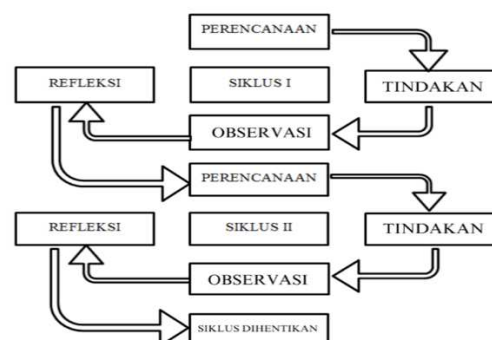 PERENCANAAN
REFLEKSI
SIKLUS I
TINDAKAN
OBSERVASI
PERENCANAAN
REFLEKSI
SIKLUS II
TINDAKAN
OBSERVASI
SIKLUS DIHENTIKAN